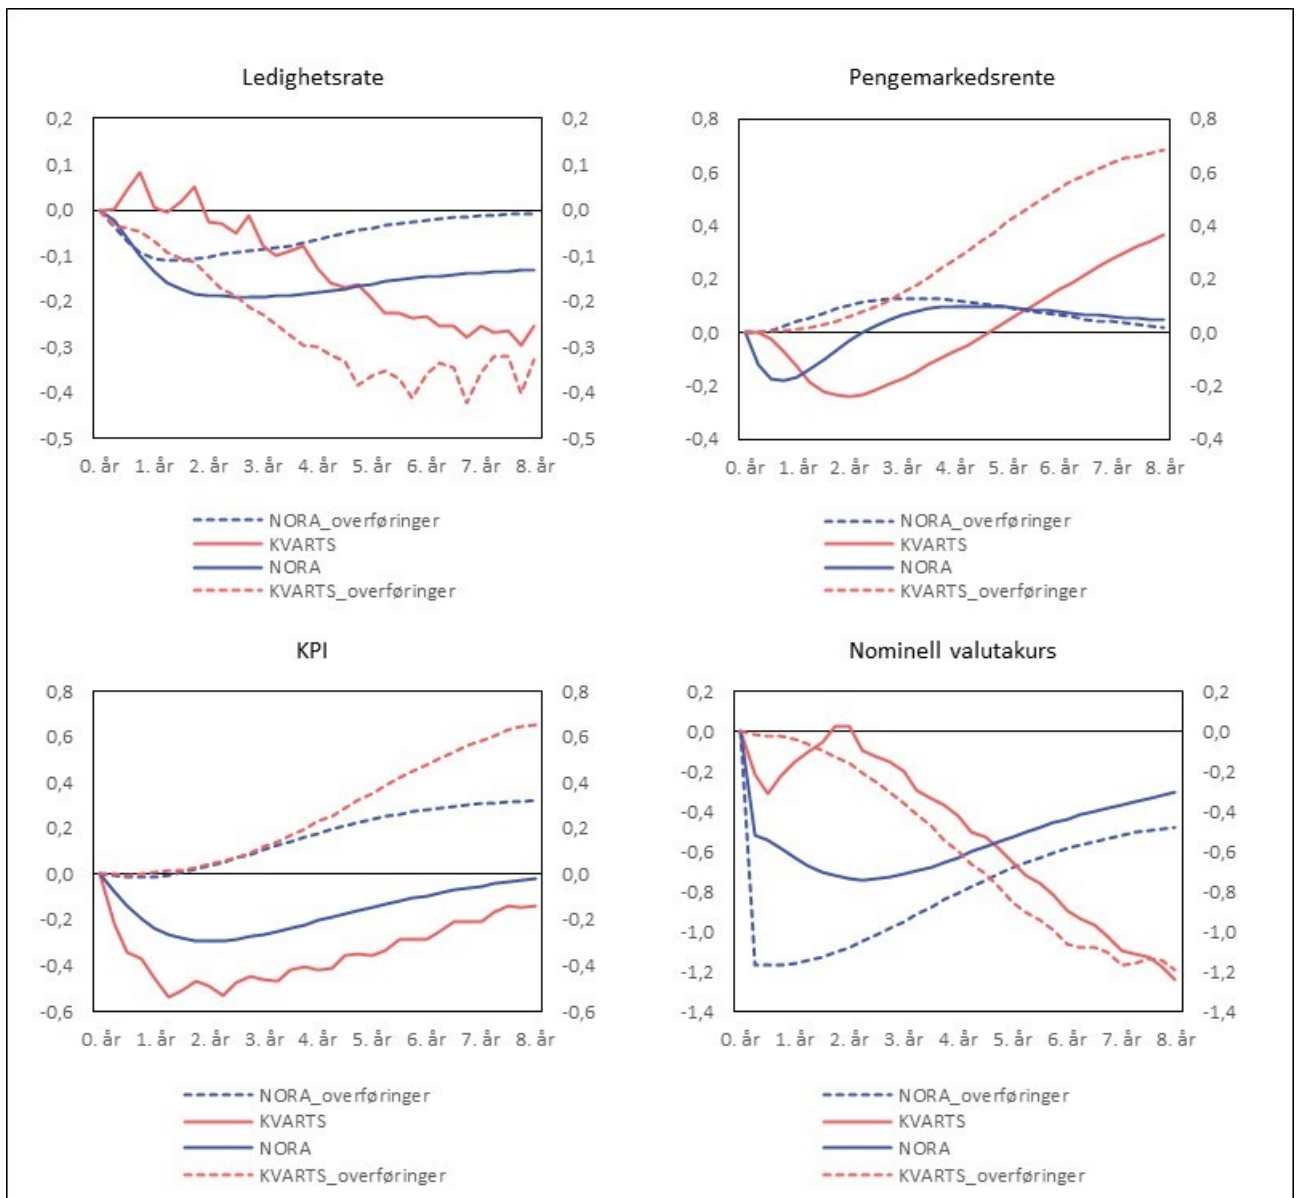 Ledighetsrate
0,2
0,1
0,0
-0,1
-0,2
-0,3
-0,4
-0,5
0,2
0,1
0,0
-0,1
-0,2
-0,3
-0,4
-0,5
0. år 1. år 2. år 3. år 4. år 5. år 6. år 7. år 8. år
NORA_overføringer
KVARTS
NORA
KVARTS_overføringer
Pengemarkedsrente
0,8
0,6
0,4
0,2
0,0
-0,2
-0,4
0,8
0,6
0,4
0,2
0,0
-0,2
-0,4
0. år 1. år 2. år 3. år 4. år 5. år 6. år 7. år 8. år
NORA_overføringer
KVARTS
NORA
KVARTS_overføringer
KPI
0,8
0,6
0,4
0,2
0,0
-0,2
-0,4
-0,6
0,8
0,6
0,4
0,2
0,0
-0,2
-0,4
-0,6
0. år 1. år 2. år 3. år 4. år 5. år 6. år 7. år 8. år
NORA_overføringer
KVARTS
NORA
KVARTS_overføringer
Nominell valutakurs
0,2
0,0
-0,2
-0,4
-0,6
-0,8
-1,0
-1,2
-1,4
0,2
0,0
-0,2
-0,4
-0,6
-0,8
-1,0
-1,2
-1,4
0. år 1. år 2. år 3. år 4. år 5. år 6. år 7. år 8. år
NORA_overføringer
KVARTS
NORA
KVARTS_overføringer